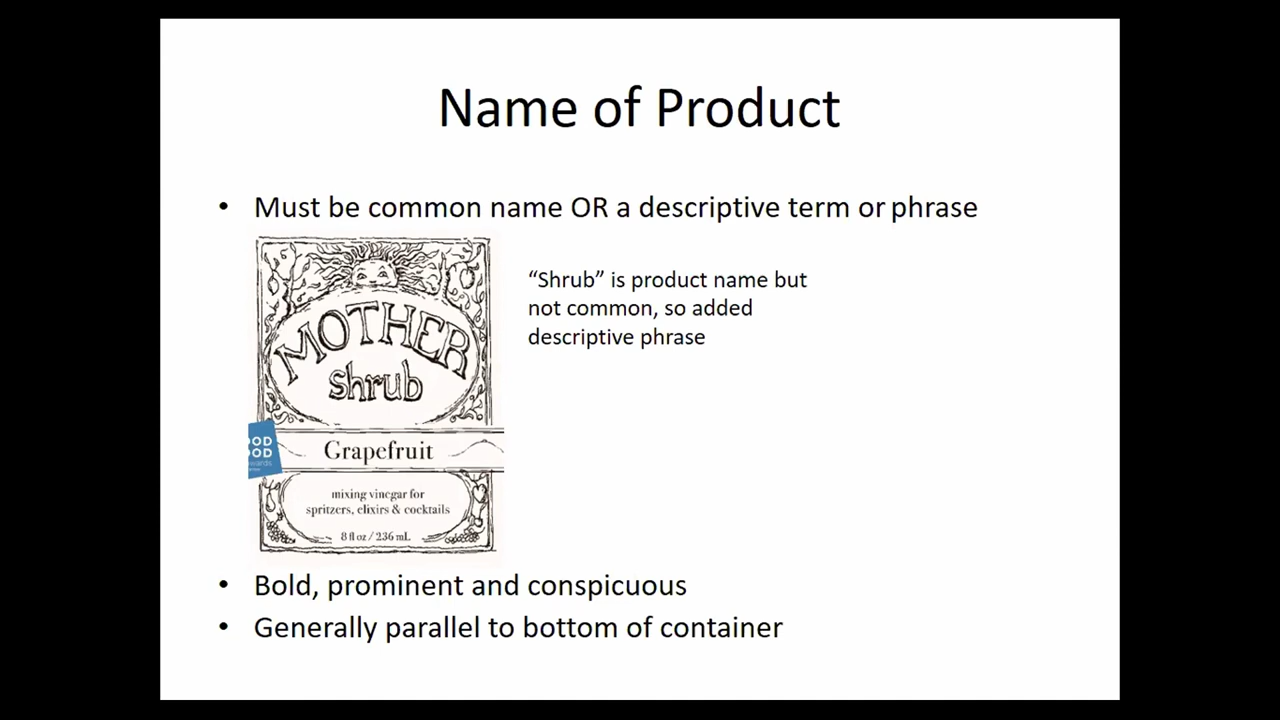 Name of Product
• Must be common name OR a descriptive term or phrase
MOTHER
shrub
Grapefruit
mixing vinegar for
spritzers, elixirs & cocktails
8 fl oz / 236 mL
OOD
OOD
“Shrub” is product name but
not common, so added
descriptive phrase
• Bold, prominent and conspicuous
• Generally parallel to bottom of container